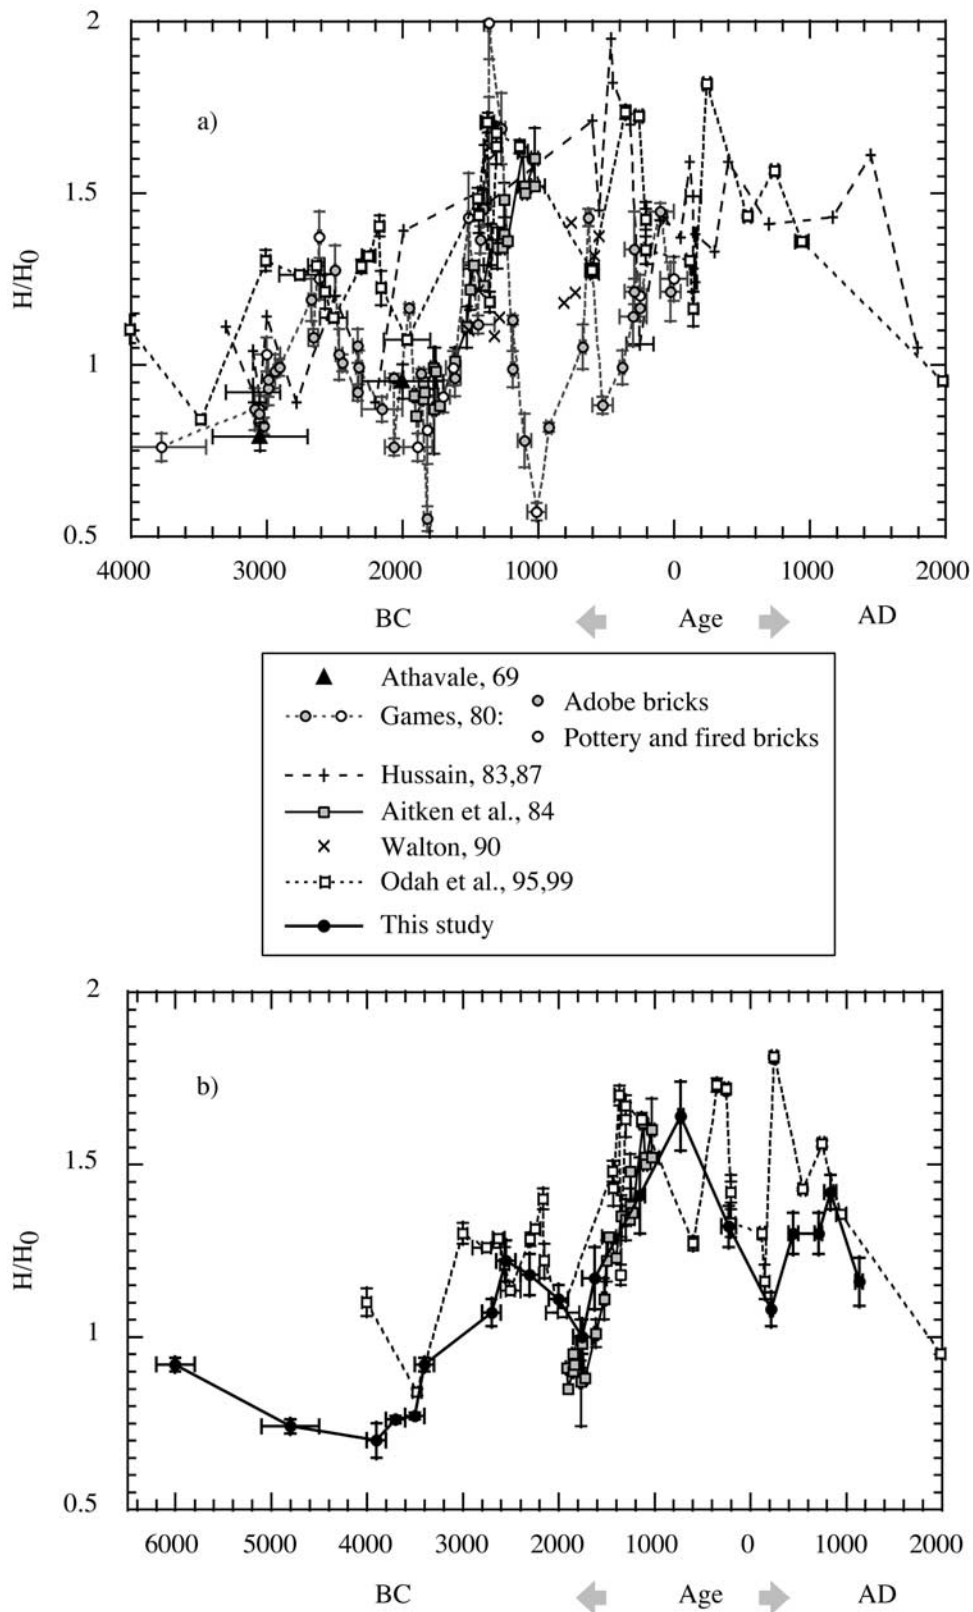 2
a)
1.5
H/H0
1
0.5
4000 3000 2000 1000 0 1000 2000
BC Age AD
Athavale, 69
Games, 80: Adobe bricks
Pottery and fired bricks
Hussain, 83,87
Aitken et al., 84
Walton, 90
Odah et al., 95,99
This study
2
b)
1.5
H/H0
1
0.5
6000 5000 4000 3000 2000 1000 0 1000 2000
BC Age AD